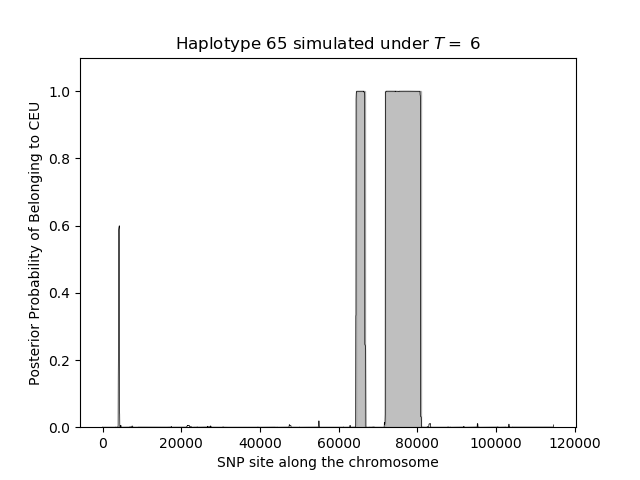 Haplotype 65 simulated under T = 6
Posterior Probability of Belonging to CEU
1.0
0.8
0.6
0.4
0.2
0.0
0 20000 40000 60000 80000 100000 120000
SNP site along the chromosome